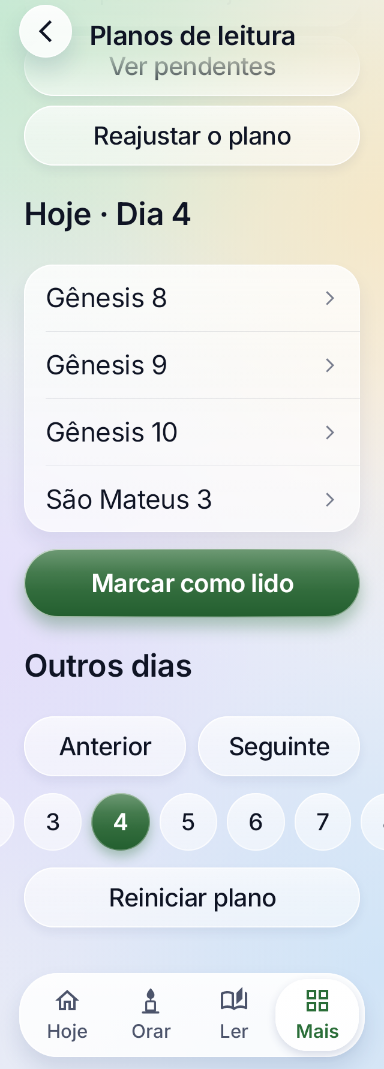 Planos de leitura
Ver pendentes
Reajustar o plano
Hoje · Dia 4
Gênesis 8
Gênesis 9
Gênesis 10
São Mateus 3
Marcar como lido
Outros dias
Anterior Seguinte
3 4 5 6 7
Reiniciar plano
Hoje Orar Ler Mais